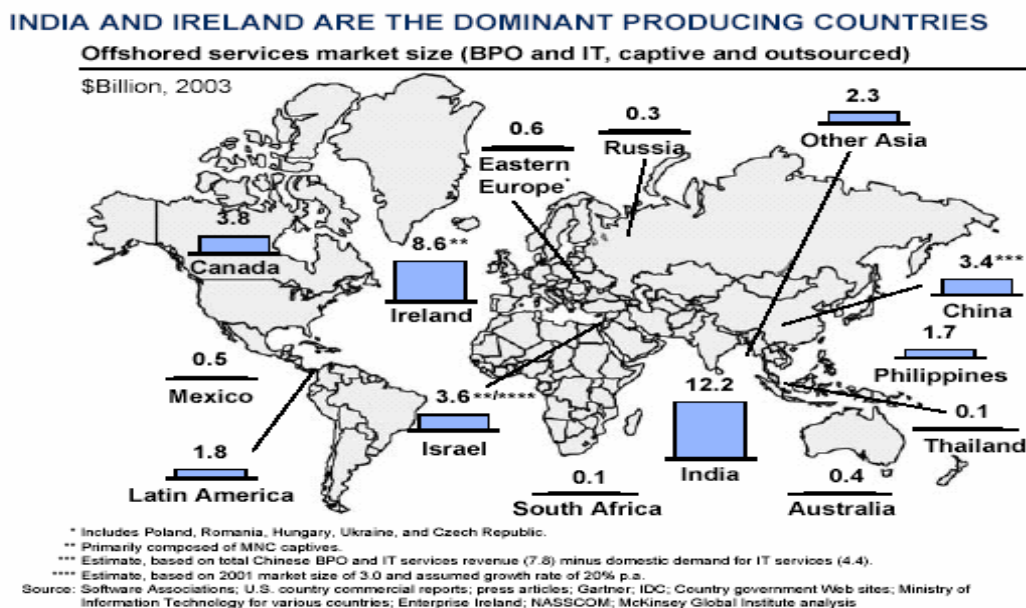 INDIA AND IRELAND ARE THE DOMINANT PRODUCING COUNTRIES
Offshored services market size (BPO and IT, captive and outsourced)
$Billion, 2003
2.3
Other Asia
0.3
Russia
0.6
Eastern
Europe*
3.8
Canada
8.6**
Ireland
3.4***
China
1.7
Philippines
0.5
Mexico
3.6**/****
Israel
12.2
India
0.1
Thailand
1.8
Latin America
0.1
South Africa
0.4
Australia
* Includes Poland, Romania, Hungary, Ukraine, and Czech Republic.
** Primarily composed of MNC captives.
*** Estimate, based on total Chinese BPO and IT services revenue (7.8) minus domestic demand for IT services (4.4).
**** Estimate, based on 2001 market size of 3.0 and assumed growth rate of 20% p.a.
Source: Software Associations; U.S. country commercial reports; press articles; Gartner; IDC; Country government Web sites; Ministry of
Information Technology for various countries; Enterprise Ireland; NASSCOM; McKinsey Global Institute analysis